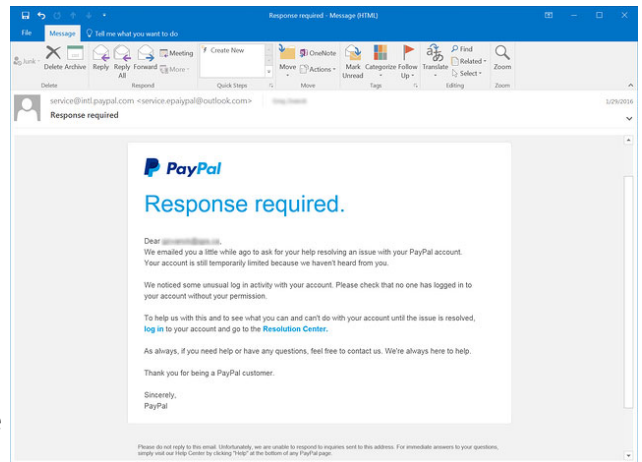 Response required - Message (HTML)
File Message Tell me what you want to do
Junk Delete Archive Reply Reply All Forward Meeting More Create New Move OneNote Actions Mark Unread Categorize Follow Up Translate Find Related Select Zoom
Delete Respond Quick Steps Move Tags Editing Zoom
service@intl.paypal.com <service.epaiypal@outlook.com>
1/29/2016
Response required
PayPal
Response required.
Dear
We emailed you a little while ago to ask for your help resolving an issue with your PayPal account.
Your account is still temporarily limited because we haven't heard from you.
We noticed some unusual log in activity with your account. Please check that no one has logged in to
your account without your permission.
To help us with this and to see what you can and can't do with your account until the issue is resolved,
log in to your account and go to the Resolution Center.
As always, if you need help or have any questions, feel free to contact us. We're always here to help.
Thank you for being a PayPal customer.
Sincerely,
PayPal
Please do not reply to this email. Unfortunately, we are unable to respond to inquiries sent to this address. For immediate answers to your questions,
simply visit our Help Center by clicking "Help" at the bottom of any PayPal page.